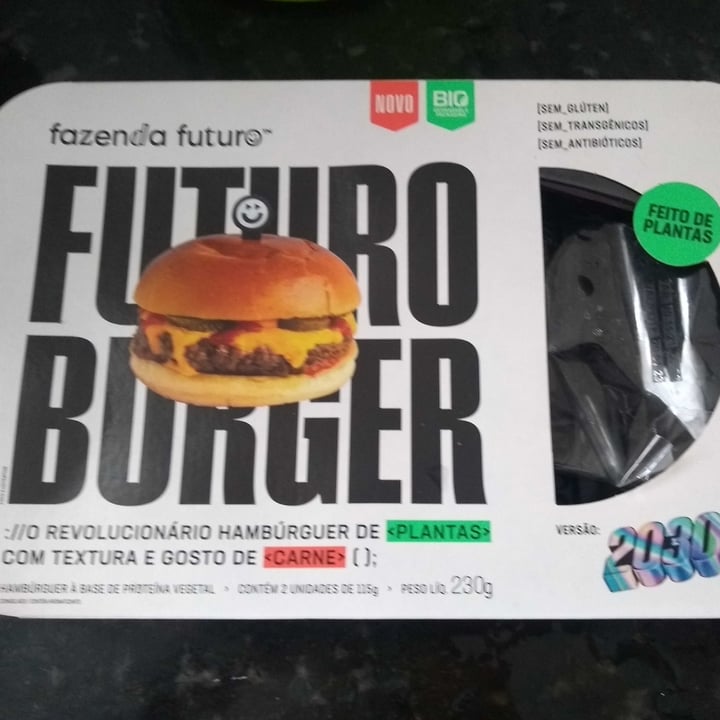 fazenda futuro™
NOVO
BIO
[SEM_GLÚTEN]
[SEM_TRANSGÊNICOS]
[SEM_ANTIBIÓTICOS]
FUTURO
BURGER
FEITO DE
PLANTAS
://O REVOLUCIONÁRIO HAMBÚRGUER DE <PLANTAS>
COM TEXTURA E GOSTO DE <CARNE> ( );
VERSÃO:
2030
HAMBÚRGUER À BASE DE PROTEÍNA VEGETAL > CONTÉM 2 UNIDADES DE 115g > PESO LÍQ. 230g